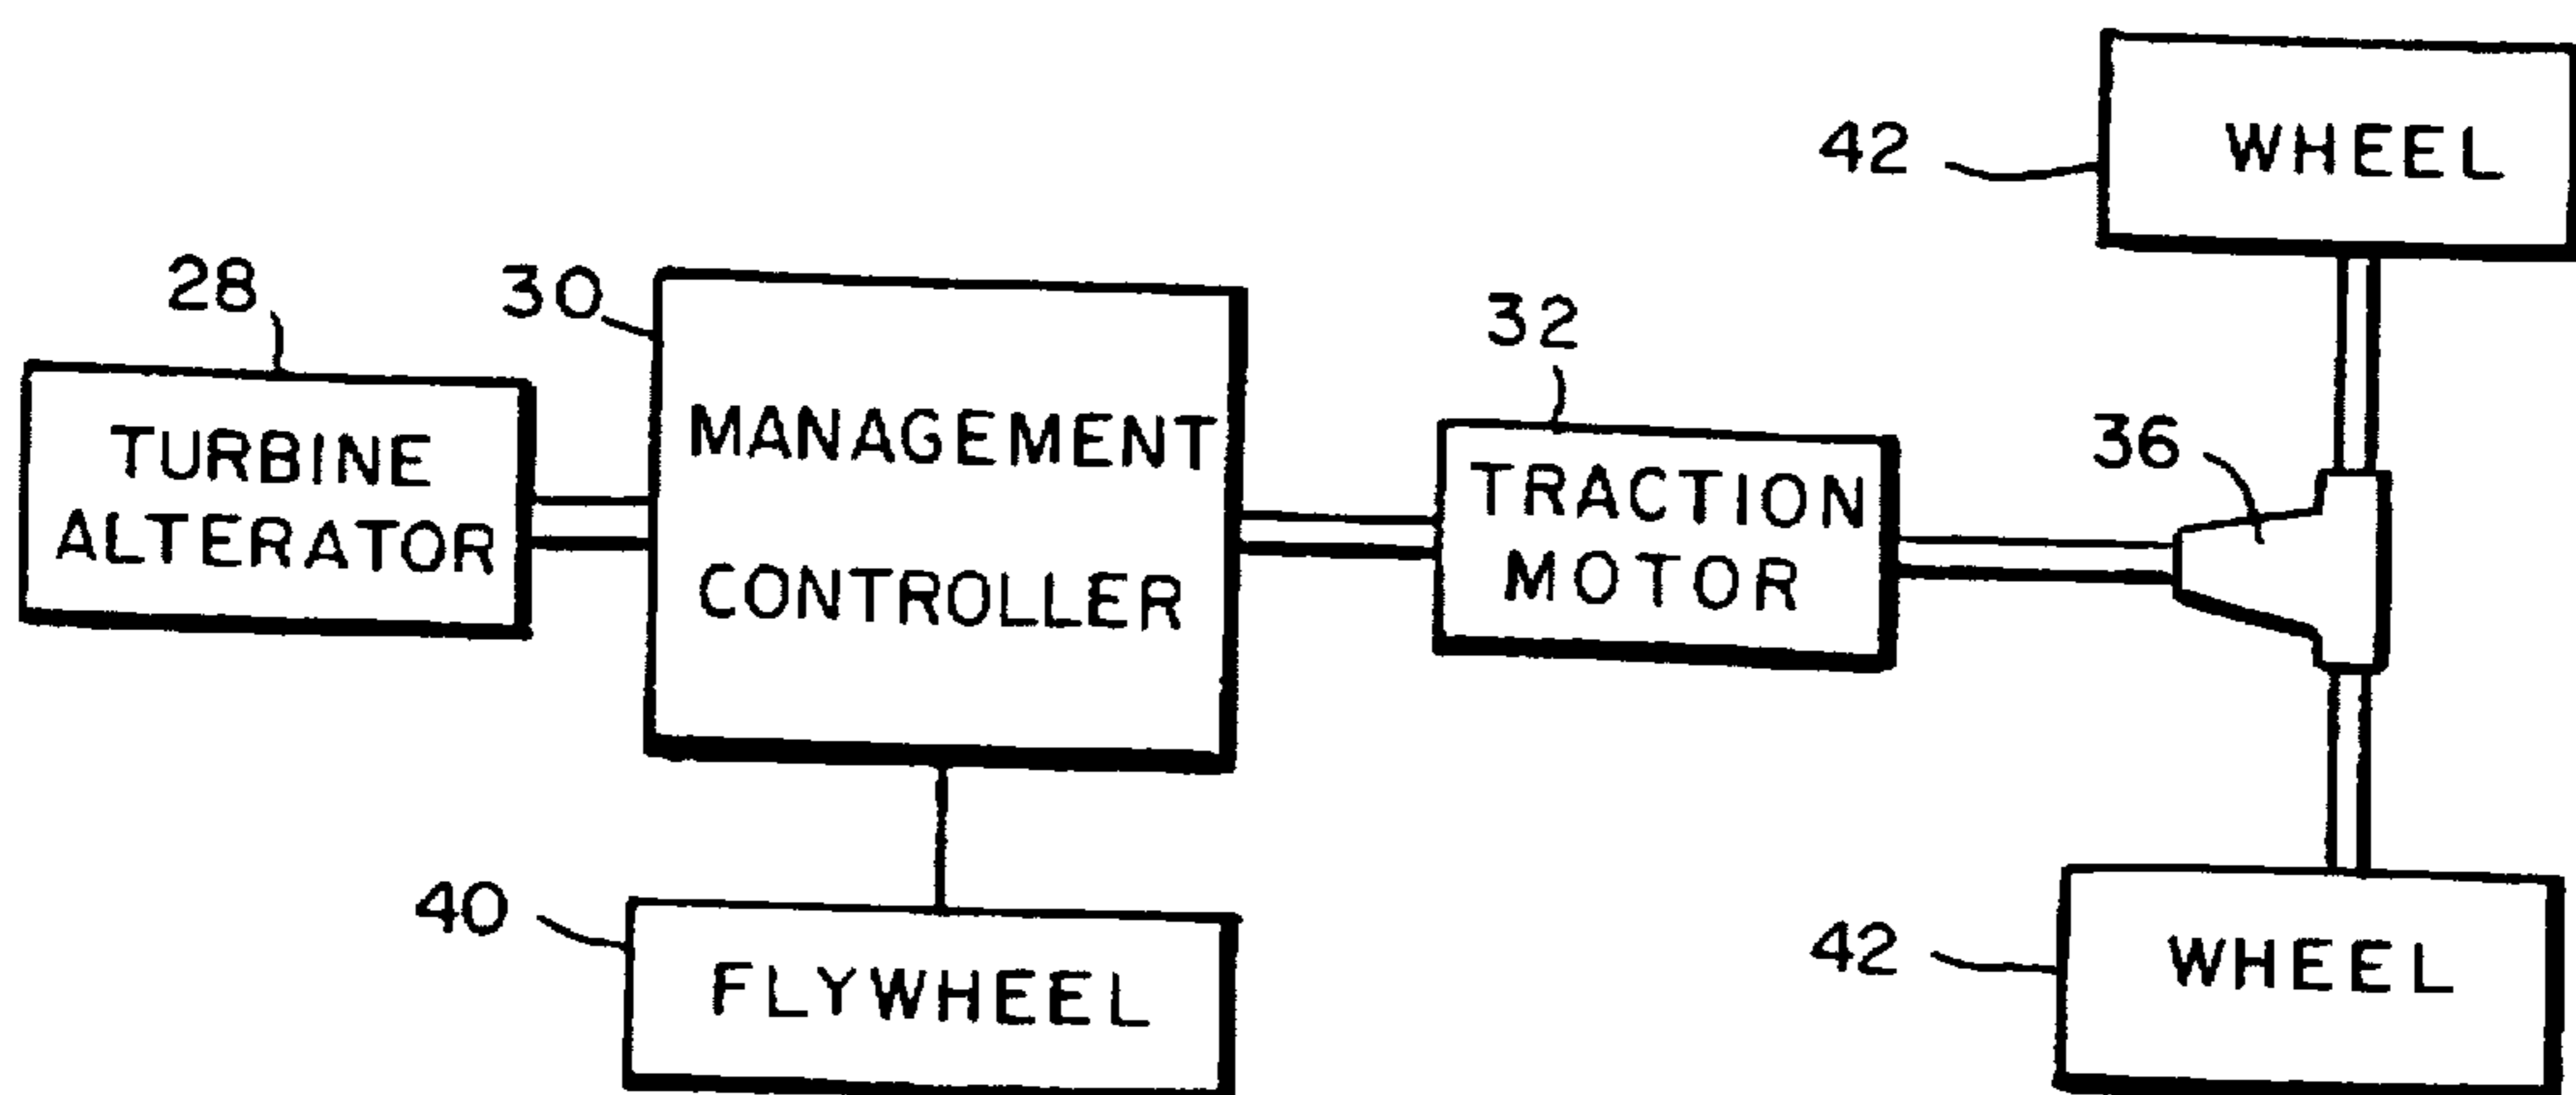 42
WHEEL
28
30
32
TURBINE
ALTERATOR
MANAGEMENT
CONTROLLER
TRACTION
MOTOR
36
40
FLYWHEEL
42
WHEEL